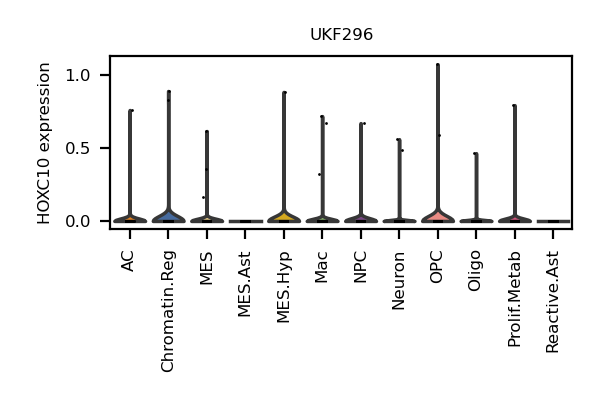 UKF296
HOXC10 expression
1.0
0.5
0.0
AC
Chromatin.Reg
MES
MES.Ast
MES.Hyp
Mac
NPC
Neuron
OPC
Oligo
Prolif.Metab
Reactive.Ast